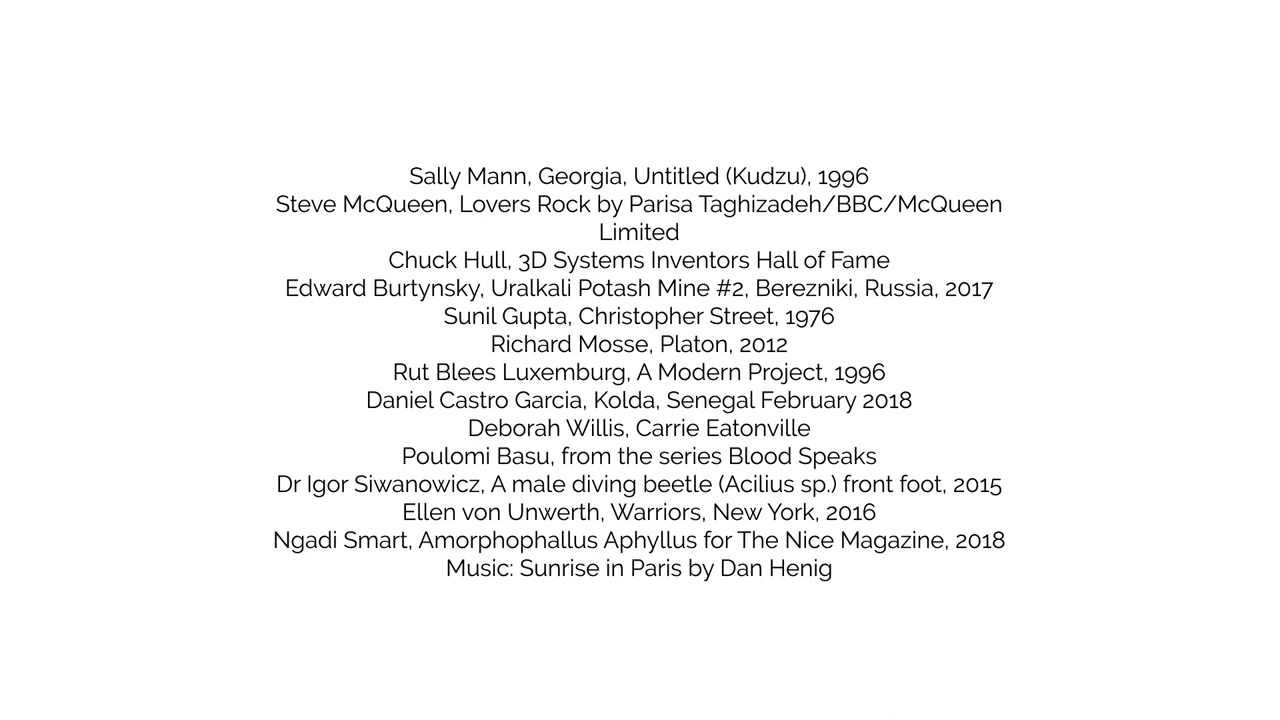 Sally Mann, Georgia, Untitled (Kudzu), 1996
Steve McQueen, Lovers Rock by Parisa Taghizadeh/BBC/McQueen
Limited
Chuck Hull, 3D Systems Inventors Hall of Fame
Edward Burtynsky, Uralkali Potash Mine #2, Berezniki, Russia, 2017
Sunil Gupta, Christopher Street, 1976
Richard Mosse, Platon, 2012
Rut Blees Luxemburg, A Modern Project, 1996
Daniel Castro Garcia, Kolda, Senegal February 2018
Deborah Willis, Carrie Eatonville
Poulomi Basu, from the series Blood Speaks
Dr Igor Siwanowicz, A male diving beetle (Acilius sp.) front foot, 2015
Ellen von Unwerth, Warriors, New York, 2016
Ngadi Smart, Amorphophallus Aphyllus for The Nice Magazine, 2018
Music: Sunrise in Paris by Dan Henig